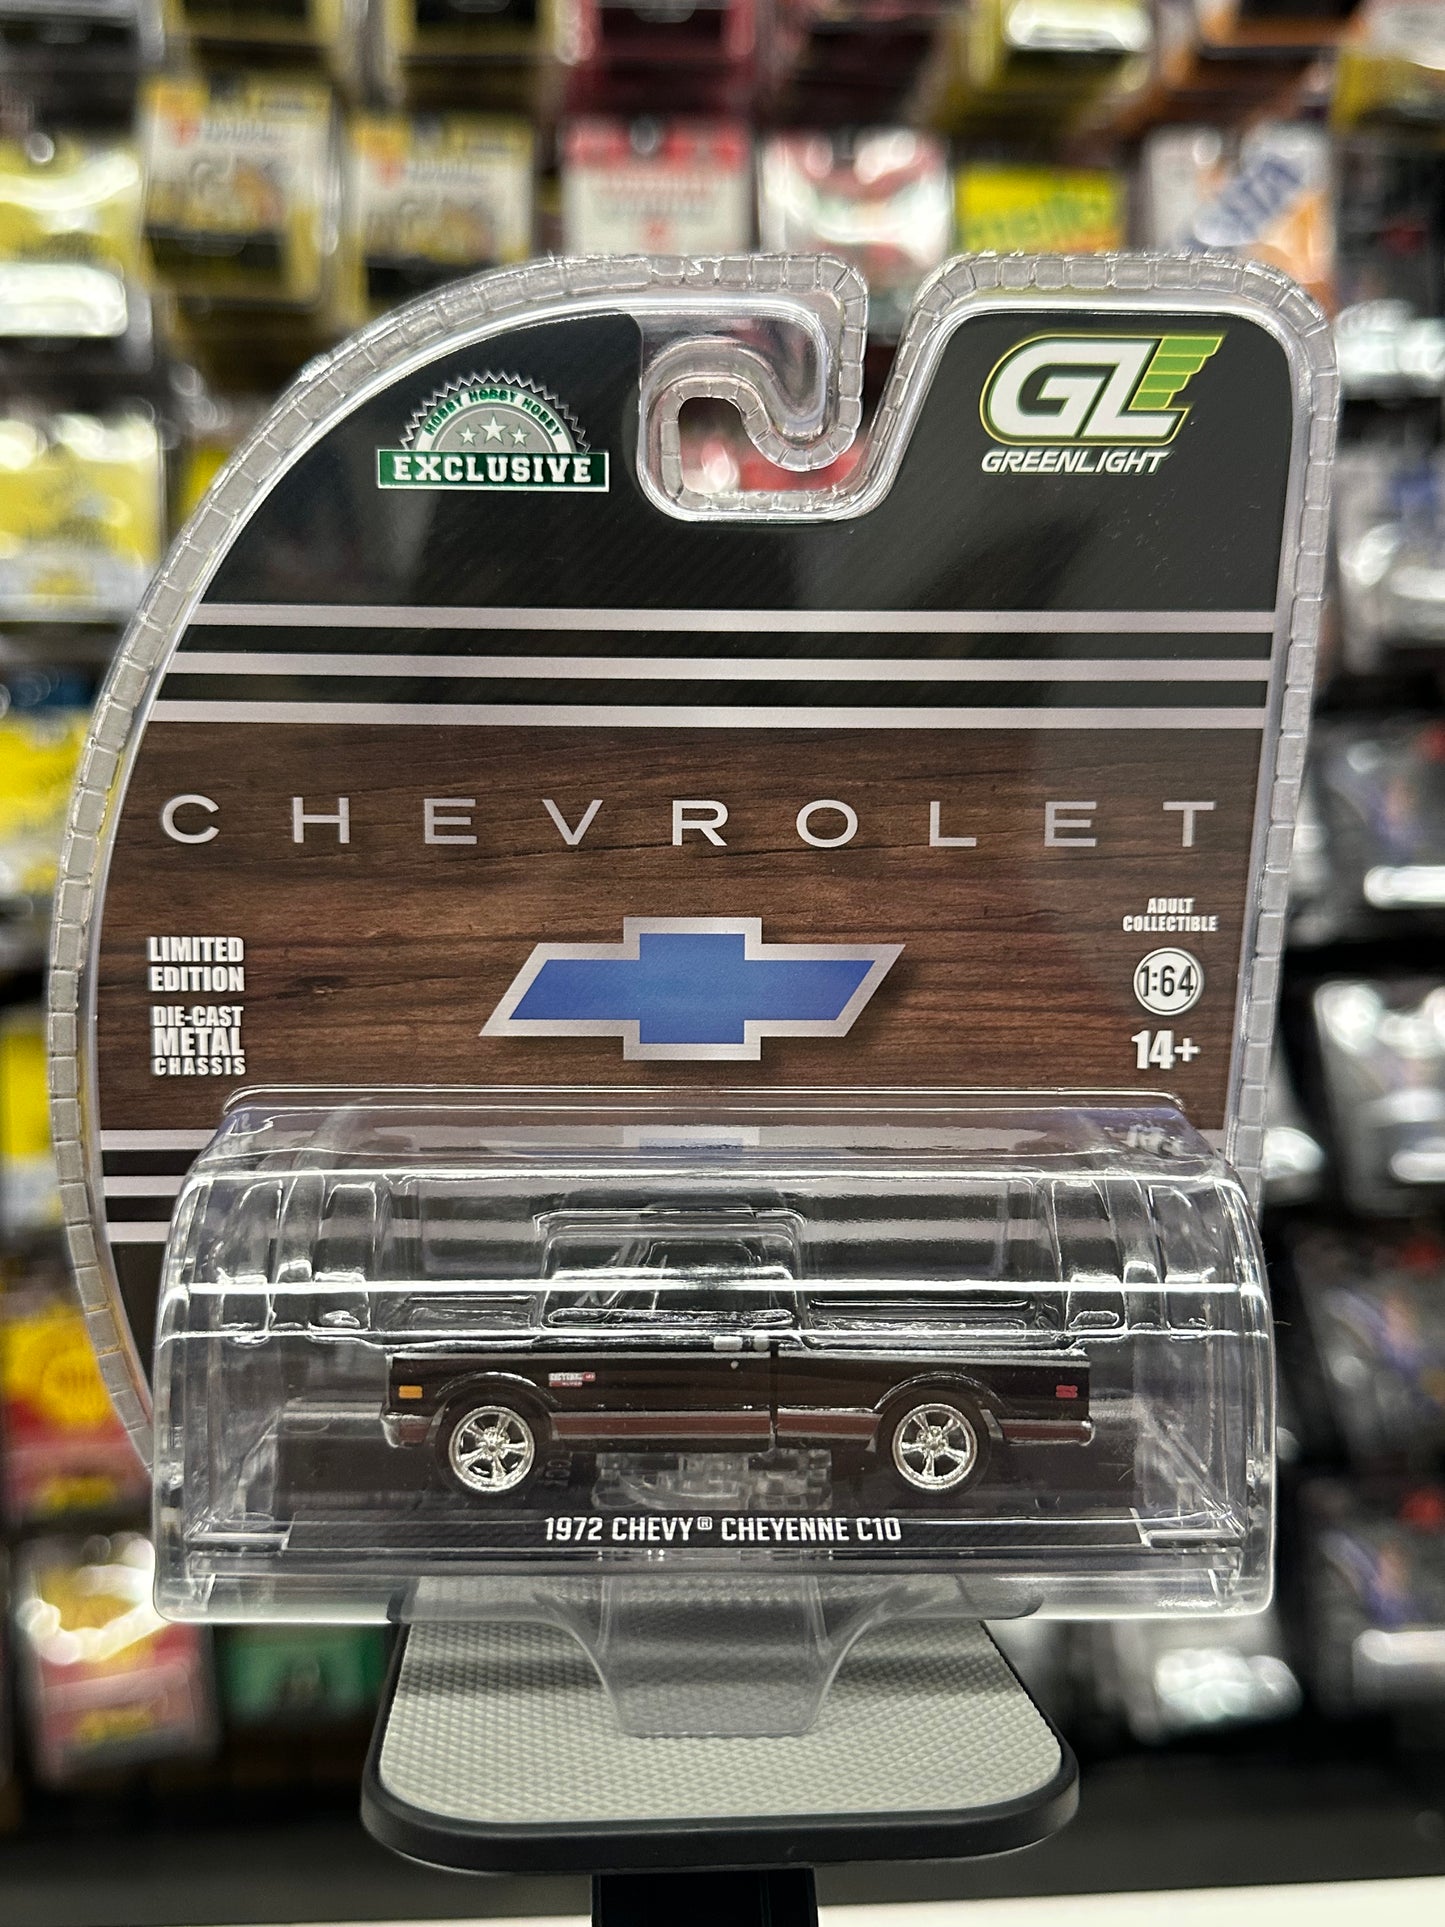 HOBBY HOBBY HOBBY
EXCLUSIVE
GL
GREENLIGHT
CHEVROLET
LIMITED
EDITION
DIE-CAST
METAL
CHASSIS
ADULT
COLLECTIBLE
1:64
14+
1972 CHEVY® CHEYENNE C10